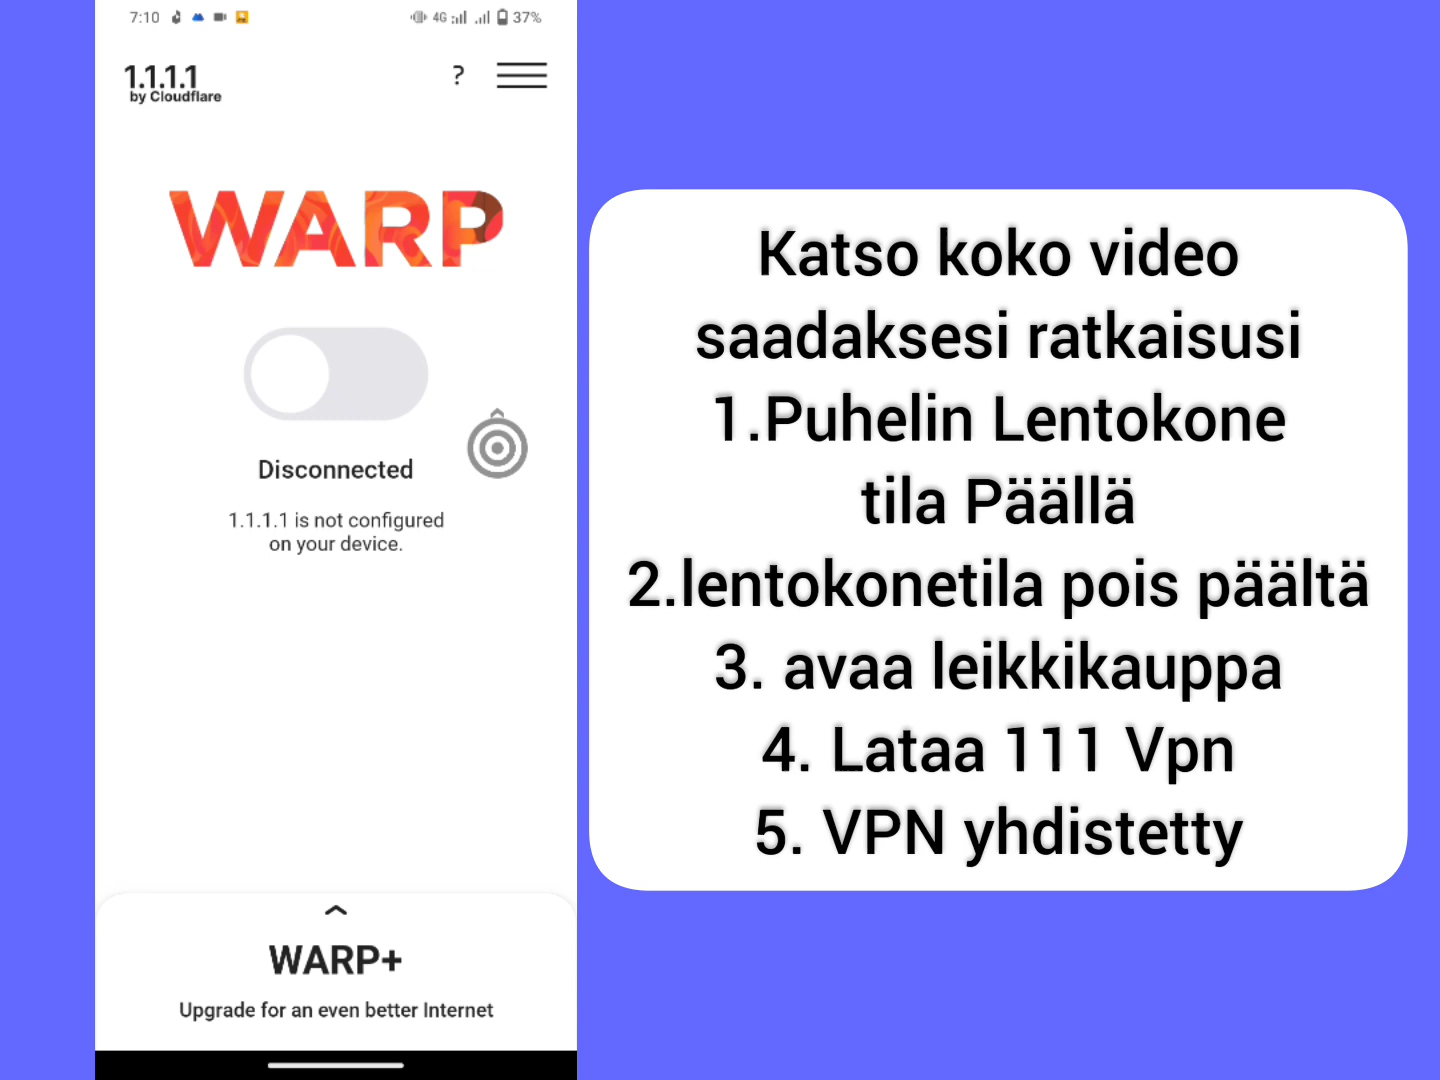 7:10 4G 37%
1.1.1.1
by Cloudflare
?
WARP
Disconnected
1.1.1.1 is not configured
on your device.
WARP+
Upgrade for an even better Internet
Katso koko video
saadaksesi ratkaisusi
1.Puhelin Lentokone
tila Päällä
2.lentokonetila pois päältä
3. avaa leikkikauppa
4. Lataa 111 Vpn
5. VPN yhdistetty